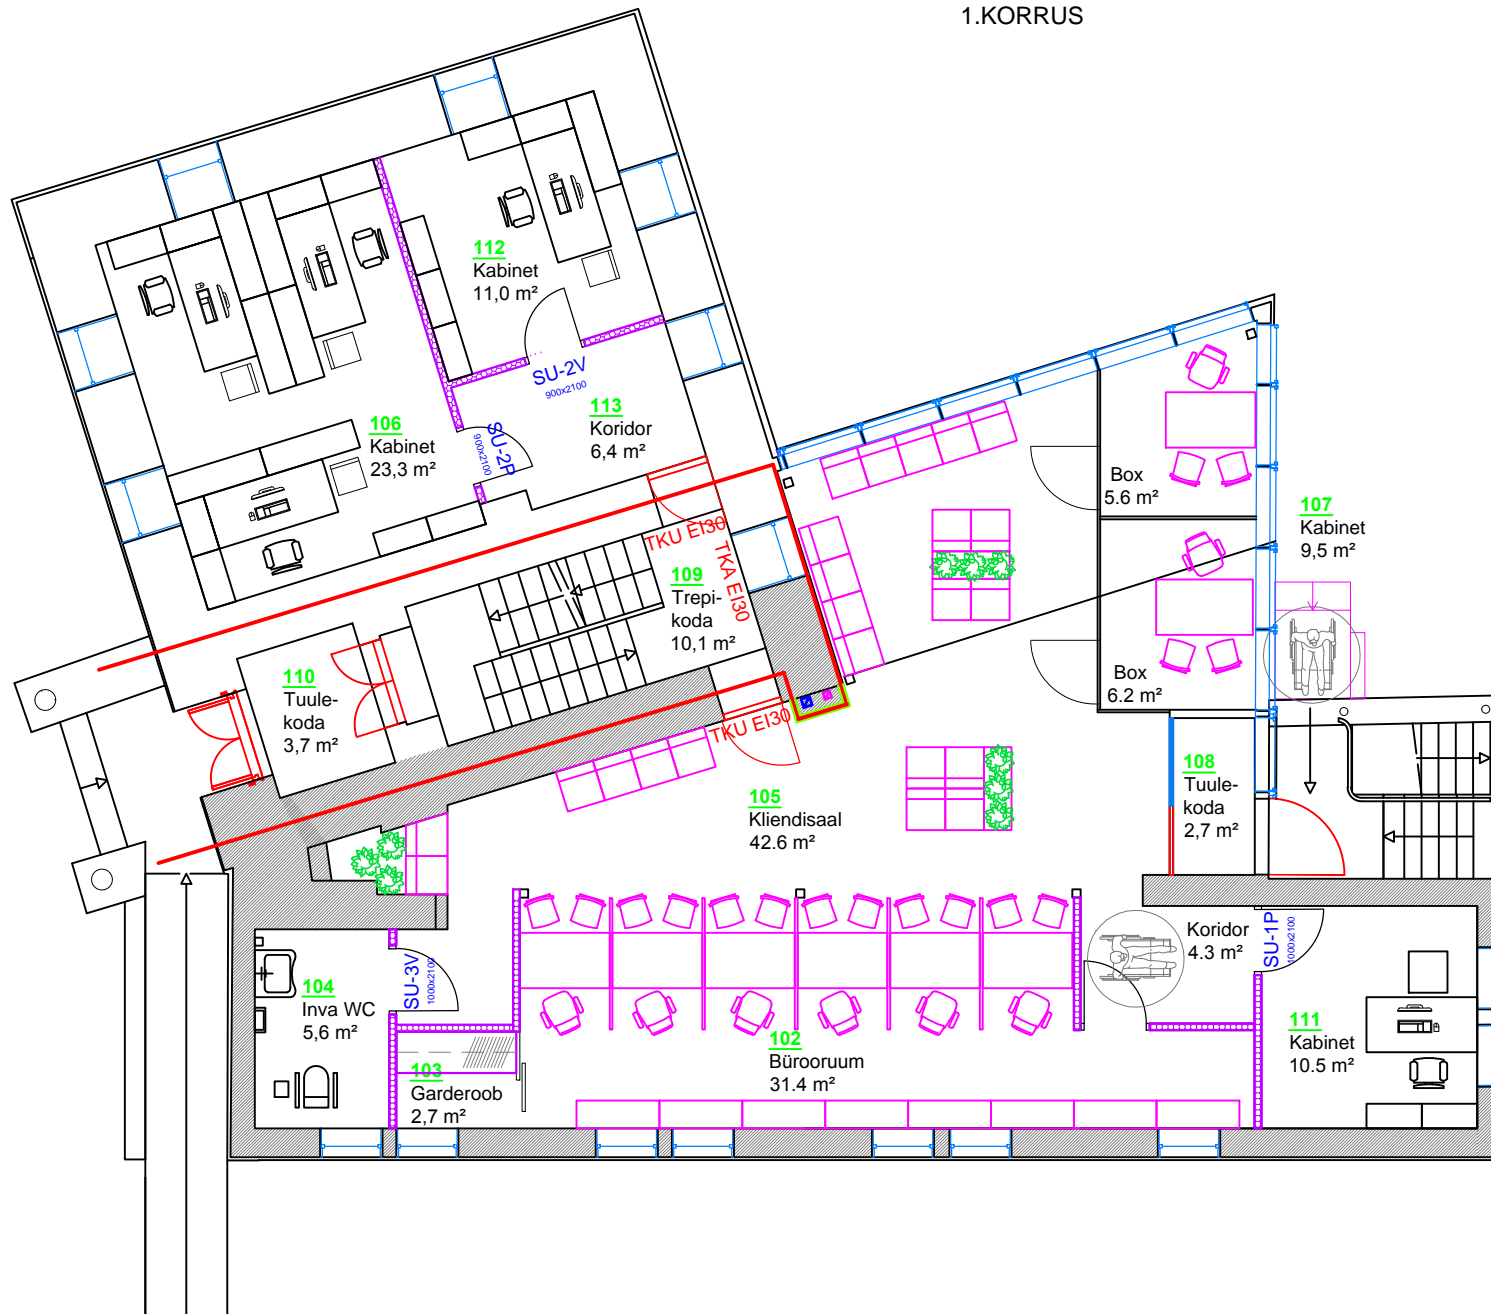 1.KORRUS
112
Kabinet
11,0 m²
SU-2V
900x2100
113
Koridor
6,4 m²
106
Kabinet
23,3 m²
SU-2P
900x2100
Box
5.6 m²
107
Kabinet
9,5 m²
TKU EI30
TKA EI30
109
Trepi-
koda
10,1 m²
110
Tuule-
koda
3,7 m²
Box
6.2 m²
TKU EI30
105
Kliendisaal
42.6 m²
108
Tuule-
koda
2,7 m²
Koridor
4.3 m²
SU-1P
1000x2100
SU-3V
1000x2100
104
Inva WC
5,6 m²
111
Kabinet
10.5 m²
102
Bürooruum
31.4 m²
103
Garderoob
2,7 m²